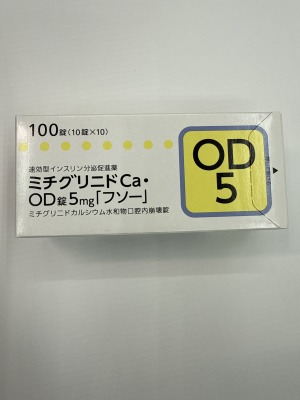 100錠(10錠×10)
速効型インスリン分泌促進薬
ミチグリニドCa・
OD錠5mg「フソー」
ミチグリニドカルシウム水和物口腔内崩壊錠
OD
5